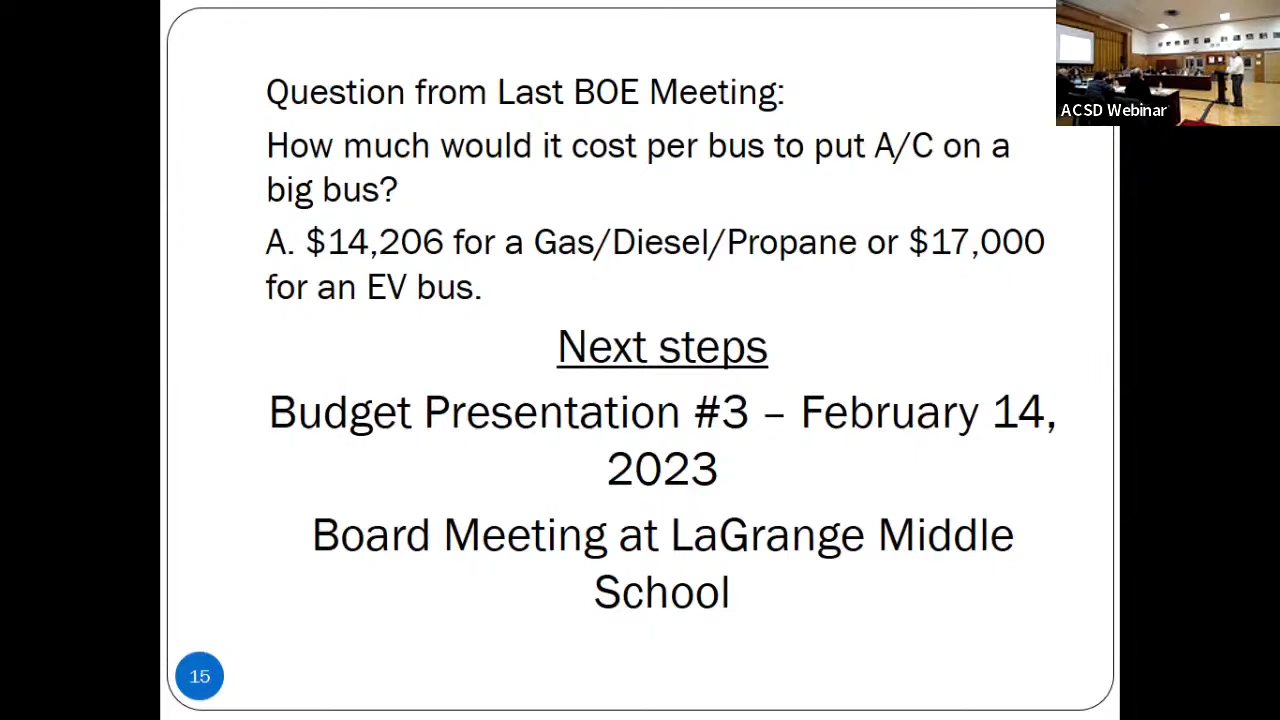 Question from Last BOE Meeting:
How much would it cost per bus to put A/C on a
big bus?
A. $14,206 for a Gas/Diesel/Propane or $17,000
for an EV bus.
Next steps
Budget Presentation #3 – February 14,
2023
Board Meeting at LaGrange Middle
School
15
ACSD Webinar